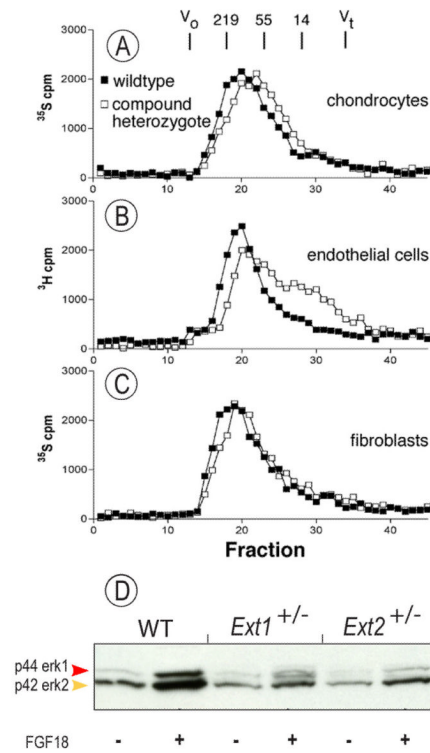 Vo 219 55 14 Vt
A
35S cpm
3000
2000
1000
0
wildtype
compound
heterozygote
chondrocytes
0 10 20 30 40
B
3H cpm
3000
2000
1000
0
endothelial cells
0 10 20 30 40
C
35S cpm
3000
2000
1000
0
fibroblasts
0 10 20 30 40
Fraction
D
WT Ext1 +/- Ext2 +/-
p44 erk1
p42 erk2
FGF18 - + - + - +